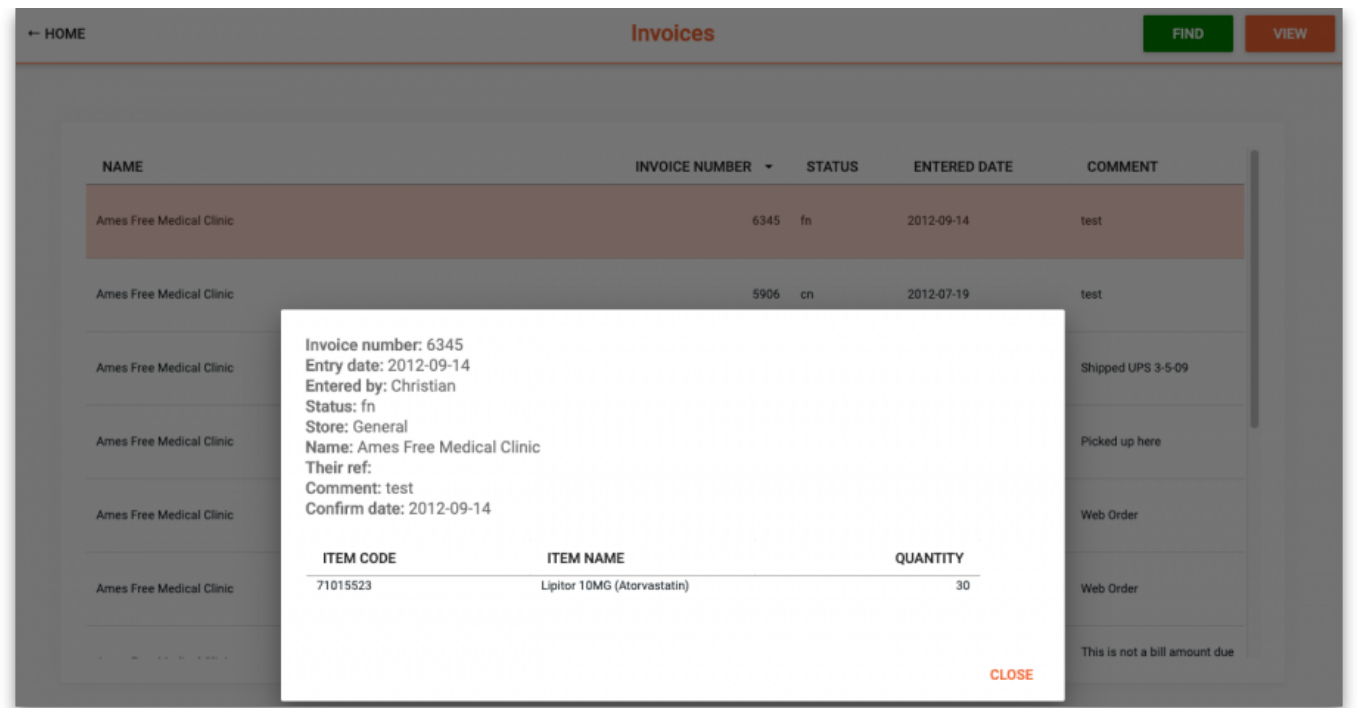 ← HOME
Invoices
FIND
VIEW
NAME
INVOICE NUMBER
STATUS
ENTERED DATE
COMMENT
Ames Free Medical Clinic
6345
fn
2012-09-14
test
Ames Free Medical Clinic
5906
cn
2012-07-19
test
Ames Free Medical Clinic
Shipped UPS 3-5-09
Ames Free Medical Clinic
Picked up here
Ames Free Medical Clinic
Web Order
Ames Free Medical Clinic
Web Order
This is not a bill amount due
Invoice number: 6345
Entry date: 2012-09-14
Entered by: Christian
Status: fn
Store: General
Name: Ames Free Medical Clinic
Their ref:
Comment: test
Confirm date: 2012-09-14
ITEM CODE
ITEM NAME
QUANTITY
71015523
Lipitor 10MG (Atorvastatin)
30
CLOSE